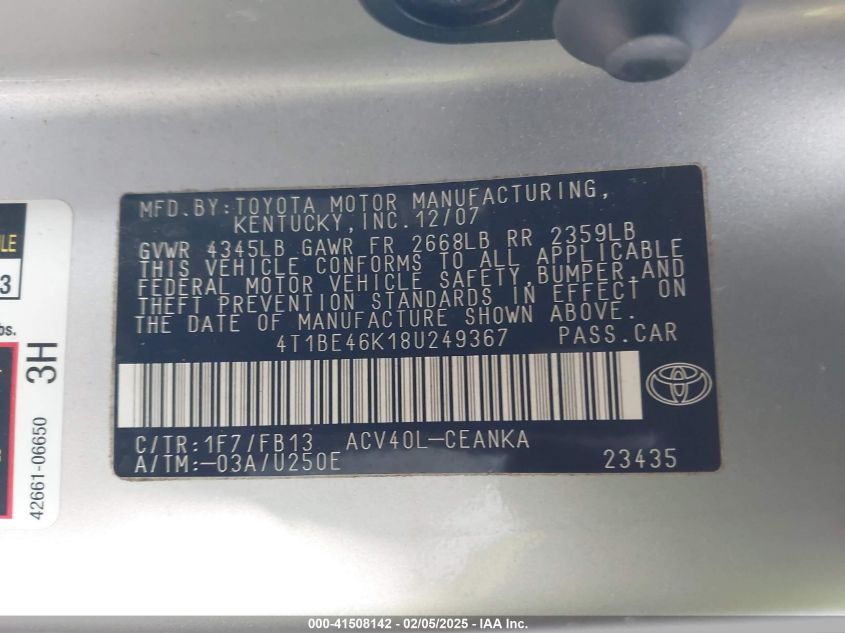 MFD.BY:TOYOTA MOTOR MANUFACTURING,
KENTUCKY,INC.12/07
GVWR 4345LB GAWR FR 2668LB RR 2359LB
THIS VEHICLE CONFORMS TO ALL APPLICABLE
FEDERAL MOTOR VEHICLE SAFETY,BUMPER,AND
THEFT PREVENTION STANDARDS IN EFFECT ON
THE DATE OF MANUFACTURE SHOWN ABOVE.
4T1BE46K18U249367 PASS.CAR
C/TR:1F7/FB13 ACV40L-CEANKA
A/TM:-03A/U250E 23435
3
bs.
3H
42661-06650
000-41508142 - 02/05/2025 - IAA Inc.